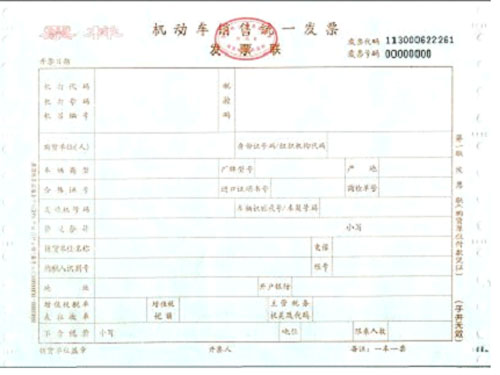 机动车销售统一发票
发票联
发票代码 113000622261
发票号码 00000000
开票日期
机打代码
机打号码
机器编号
税控码
购货单位(人)
身份证号码/组织机构代码
车辆类型
厂牌型号
产地
合格证号
进口证明书号
商检单号
发动机号码
车辆识别代号/车架号码
价税合计
小写
销货单位名称
电话
纳税人识别号
账号
地址
开户银行
增值税税率或征收率
增值税税额
主管税务机关及代码
不含税价
小写
吨位
限乘人数
销货单位盖章
开票人
备注:一车一票
第一联 发票联(购货单位付款凭证)
(手开无效)